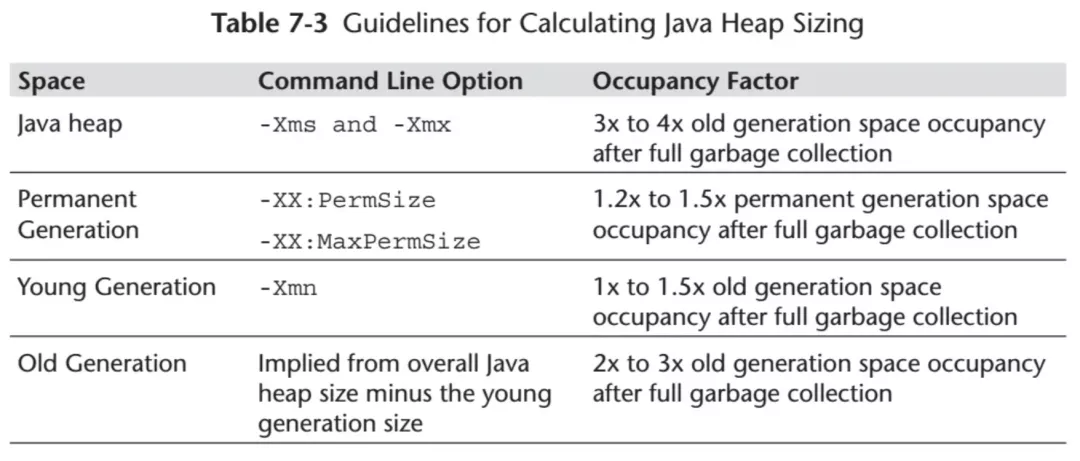 Table 7-3 Guidelines for Calculating Java Heap Sizing
Space Command Line Option Occupancy Factor
Java heap -Xms and -Xmx 3x to 4x old generation space occupancy
after full garbage collection
Permanent -XX:PermSize 1.2x to 1.5x permanent generation space
Generation -XX:MaxPermSize occupancy after full garbage collection
Young Generation -Xmn 1x to 1.5x old generation space
occupancy after full garbage collection
Old Generation Implied from overall Java 2x to 3x old generation space occupancy
heap size minus the young after full garbage collection
generation size